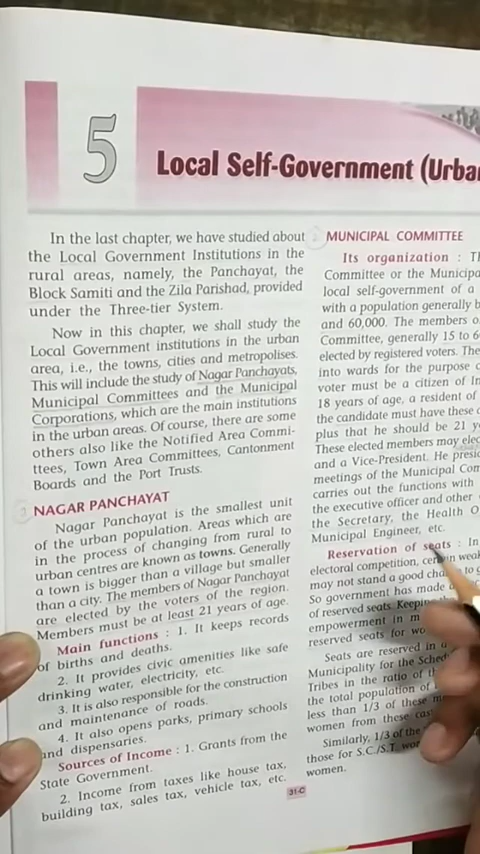 5
Local Self-Government (Urba
In the last chapter, we have studied about
the Local Government Institutions in the
rural areas, namely, the Panchayat, the
Block Samiti and the Zila Parishad, provided
under the Three-tier System.
Now in this chapter, we shall study the
Local Government institutions in the urban
area, i.e., the towns, cities and metropolises.
This will include the study of Nagar Panchayats,
Municipal Committees and the Municipal
Corporations, which are the main institutions
in the urban areas. Of course, there are some
others also like the Notified Area Commi-
ttees, Town Area Committees, Cantonment
Boards and the Port Trusts.
NAGAR PANCHAYAT
Nagar Panchayat is the smallest unit
of the urban population. Areas which are
in the process of changing from rural to
urban centres are known as towns. Generally
a town is bigger than a village but smaller
than a city. The members of Nagar Panchayat
are elected by the voters of the region.
Members must be at least 21 years of age.
Main functions : 1. It keeps records
of births and deaths.
2. It provides civic amenities like safe
drinking water, electricity, etc.
3. It is also responsible for the construction
and maintenance of roads.
4. It also opens parks, primary schools
and dispensaries.
Sources of Income : 1. Grants from the
State Government.
2. Income from taxes like house tax,
building tax, sales tax, vehicle tax, etc.
31-C
MUNICIPAL COMMITTEE
Its organization : Th
Committee or the Municipa
local self-government of a
with a population generally b
and 60,000. The members o
Committee, generally 15 to 6
elected by registered voters. The
into wards for the purpose o
voter must be a citizen of In
18 years of age, a resident of
the candidate must have these
plus that he should be 21 y
These elected members may elec
and a Vice-President. He presid
meetings of the Municipal Com
carries out the functions with
the executive officer and other
the Secretary, the Health O
Municipal Engineer, etc.
Reservation of seats : In
electoral competition, certain weak
may not stand a good to
So government has made
of reserved seats. Keeping
empowerment in m
reserved seats for wo
Seats are reserved in
Municipality for the Sched
Tribes in the ratio of th
the total population of
less than 1/3 of these
women from these cas
Similarly, 1/3 of the
those for S.C./S.T. wo
women.